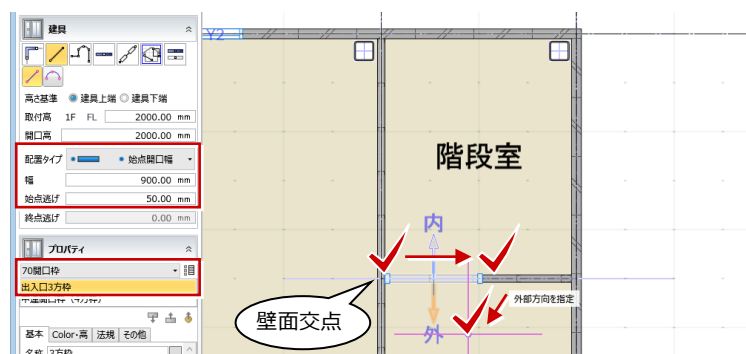 建具
高さ基準 建具上端 建具下端
取付高 1F FL 2000.00 mm
開口高 2000.00 mm
配置タイプ 始点開口幅
幅 900.00 mm
始点逃げ 50.00 mm
終点逃げ 0.00 mm
プロパティ
70開口枠
出入口3方枠
基本 Color・高 法規 その他
名称 3方枠
Y2
階段室
内
外部方向を指定
壁面交点
外